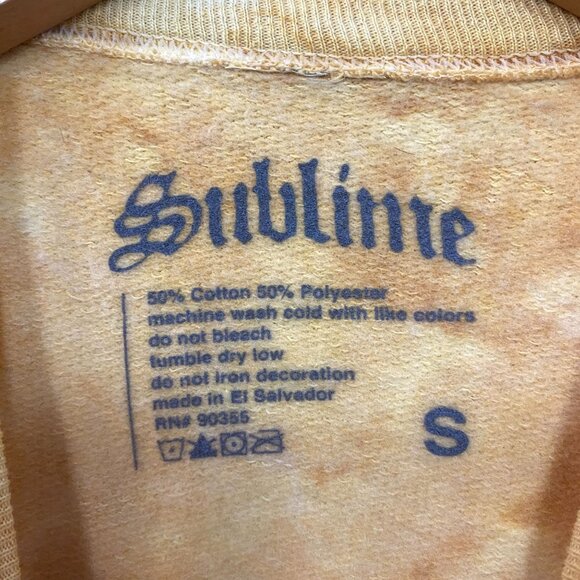 Sublime
50% Cotton 50% Polyester
machine wash cold with like colors
do not bleach
tumble dry low
do not iron decoration
made in El Salvador
RN# 90355
S